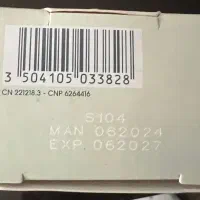 3 504105 033828
CN 221218.3 - CNP 6264416
S104
MAN 082024
EXP 062027